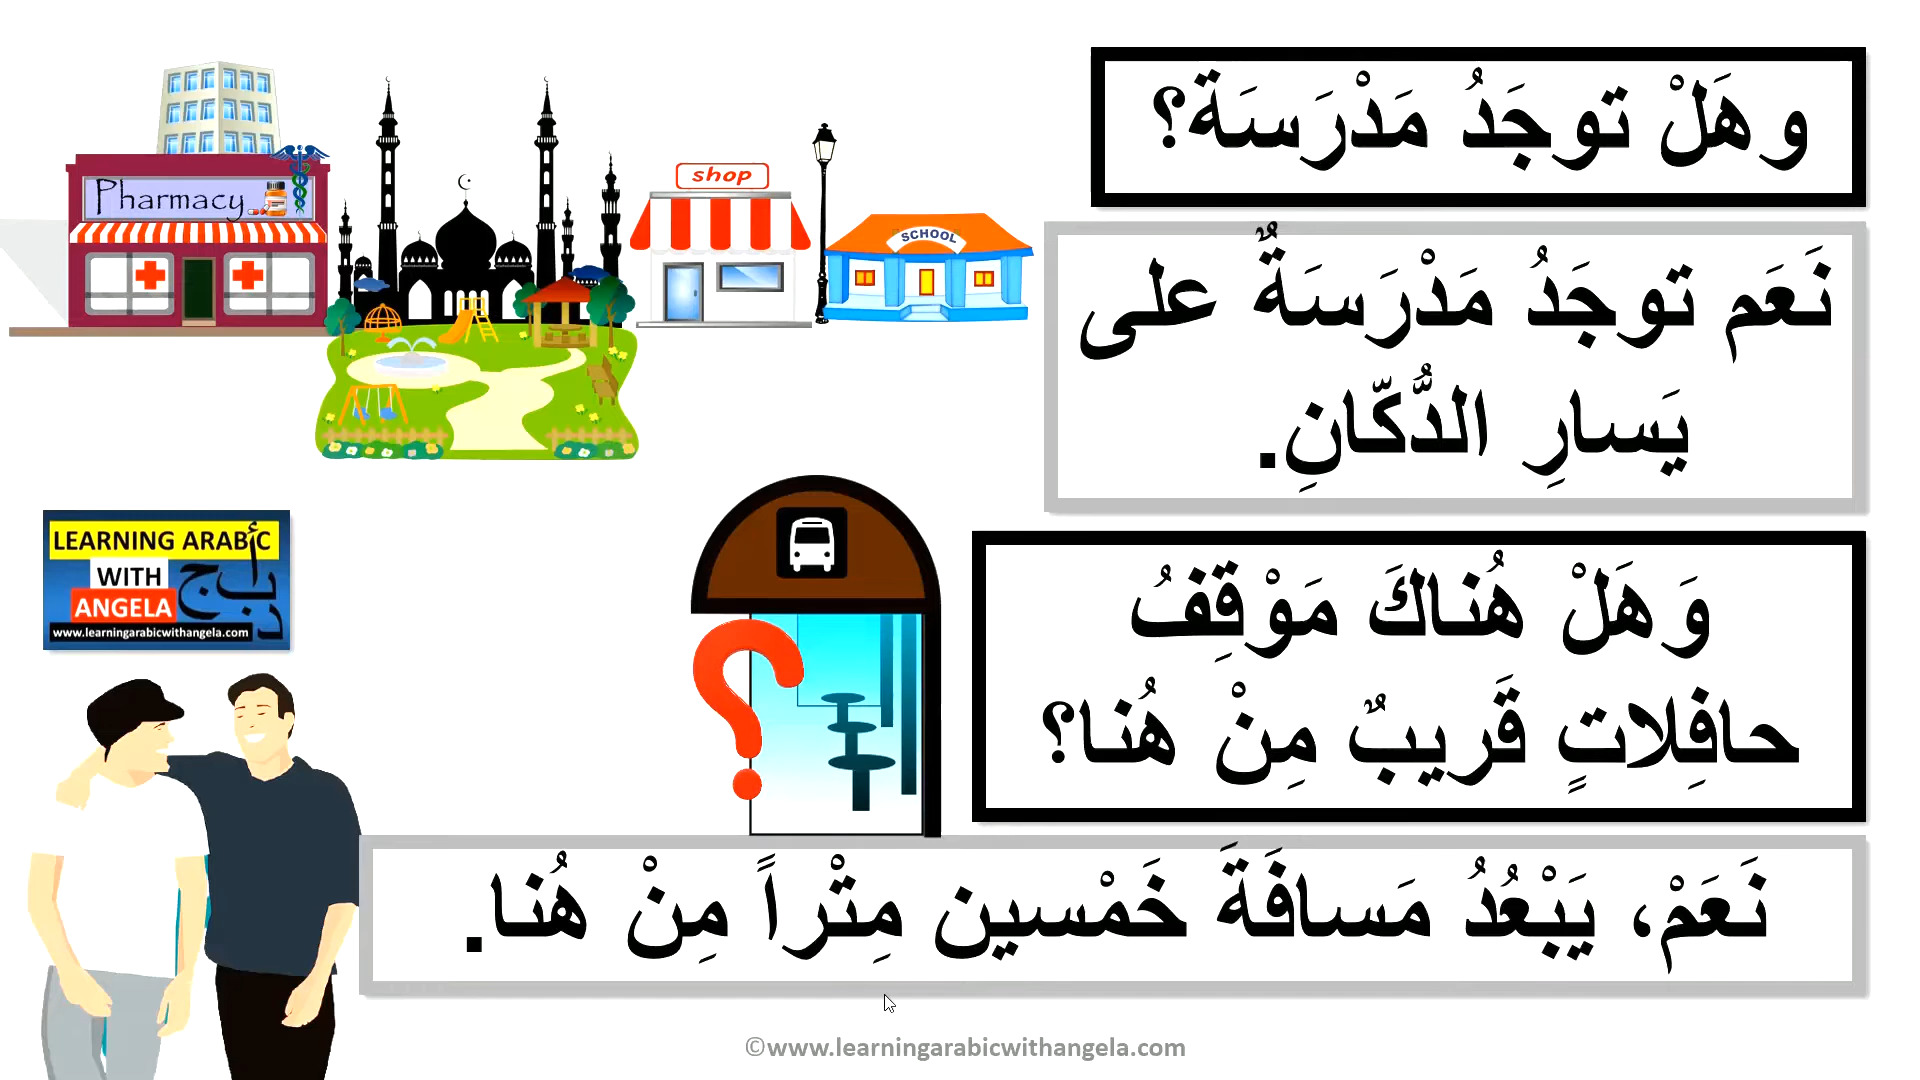 Pharmacy
shop
SCHOOL
وهَلْ توجَدُ مَدْرَسَة؟
نَعَم توجَدُ مَدْرَسَةٌ على
يَسارِ الدُّكّانِ.
LEARNING ARABIC
WITH
ANGELA
أ ب ج د
www.learningarabicwithangela.com
وَهَلْ هُناكَ مَوْقِفُ
حافِلاتٍ قَريبٌ مِنْ هُنا؟
نَعَمْ، يَبْعُدُ مَسافَةَ خَمْسين مِتْراً مِنْ هُنا.
©www.learningarabicwithangela.com